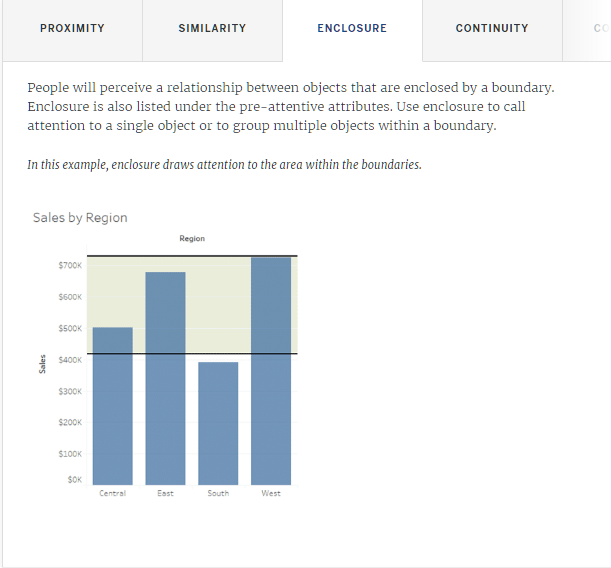 PROXIMITY
SIMILARITY
ENCLOSURE
CONTINUITY
CO
People will perceive a relationship between objects that are enclosed by a boundary.
Enclosure is also listed under the pre-attentive attributes. Use enclosure to call
attention to a single object or to group multiple objects within a boundary.
In this example, enclosure draws attention to the area within the boundaries.
Sales by Region
Region
$700K
$600K
$500K
$400K
$300K
$200K
$100K
$0K
Sales
Central
East
South
West